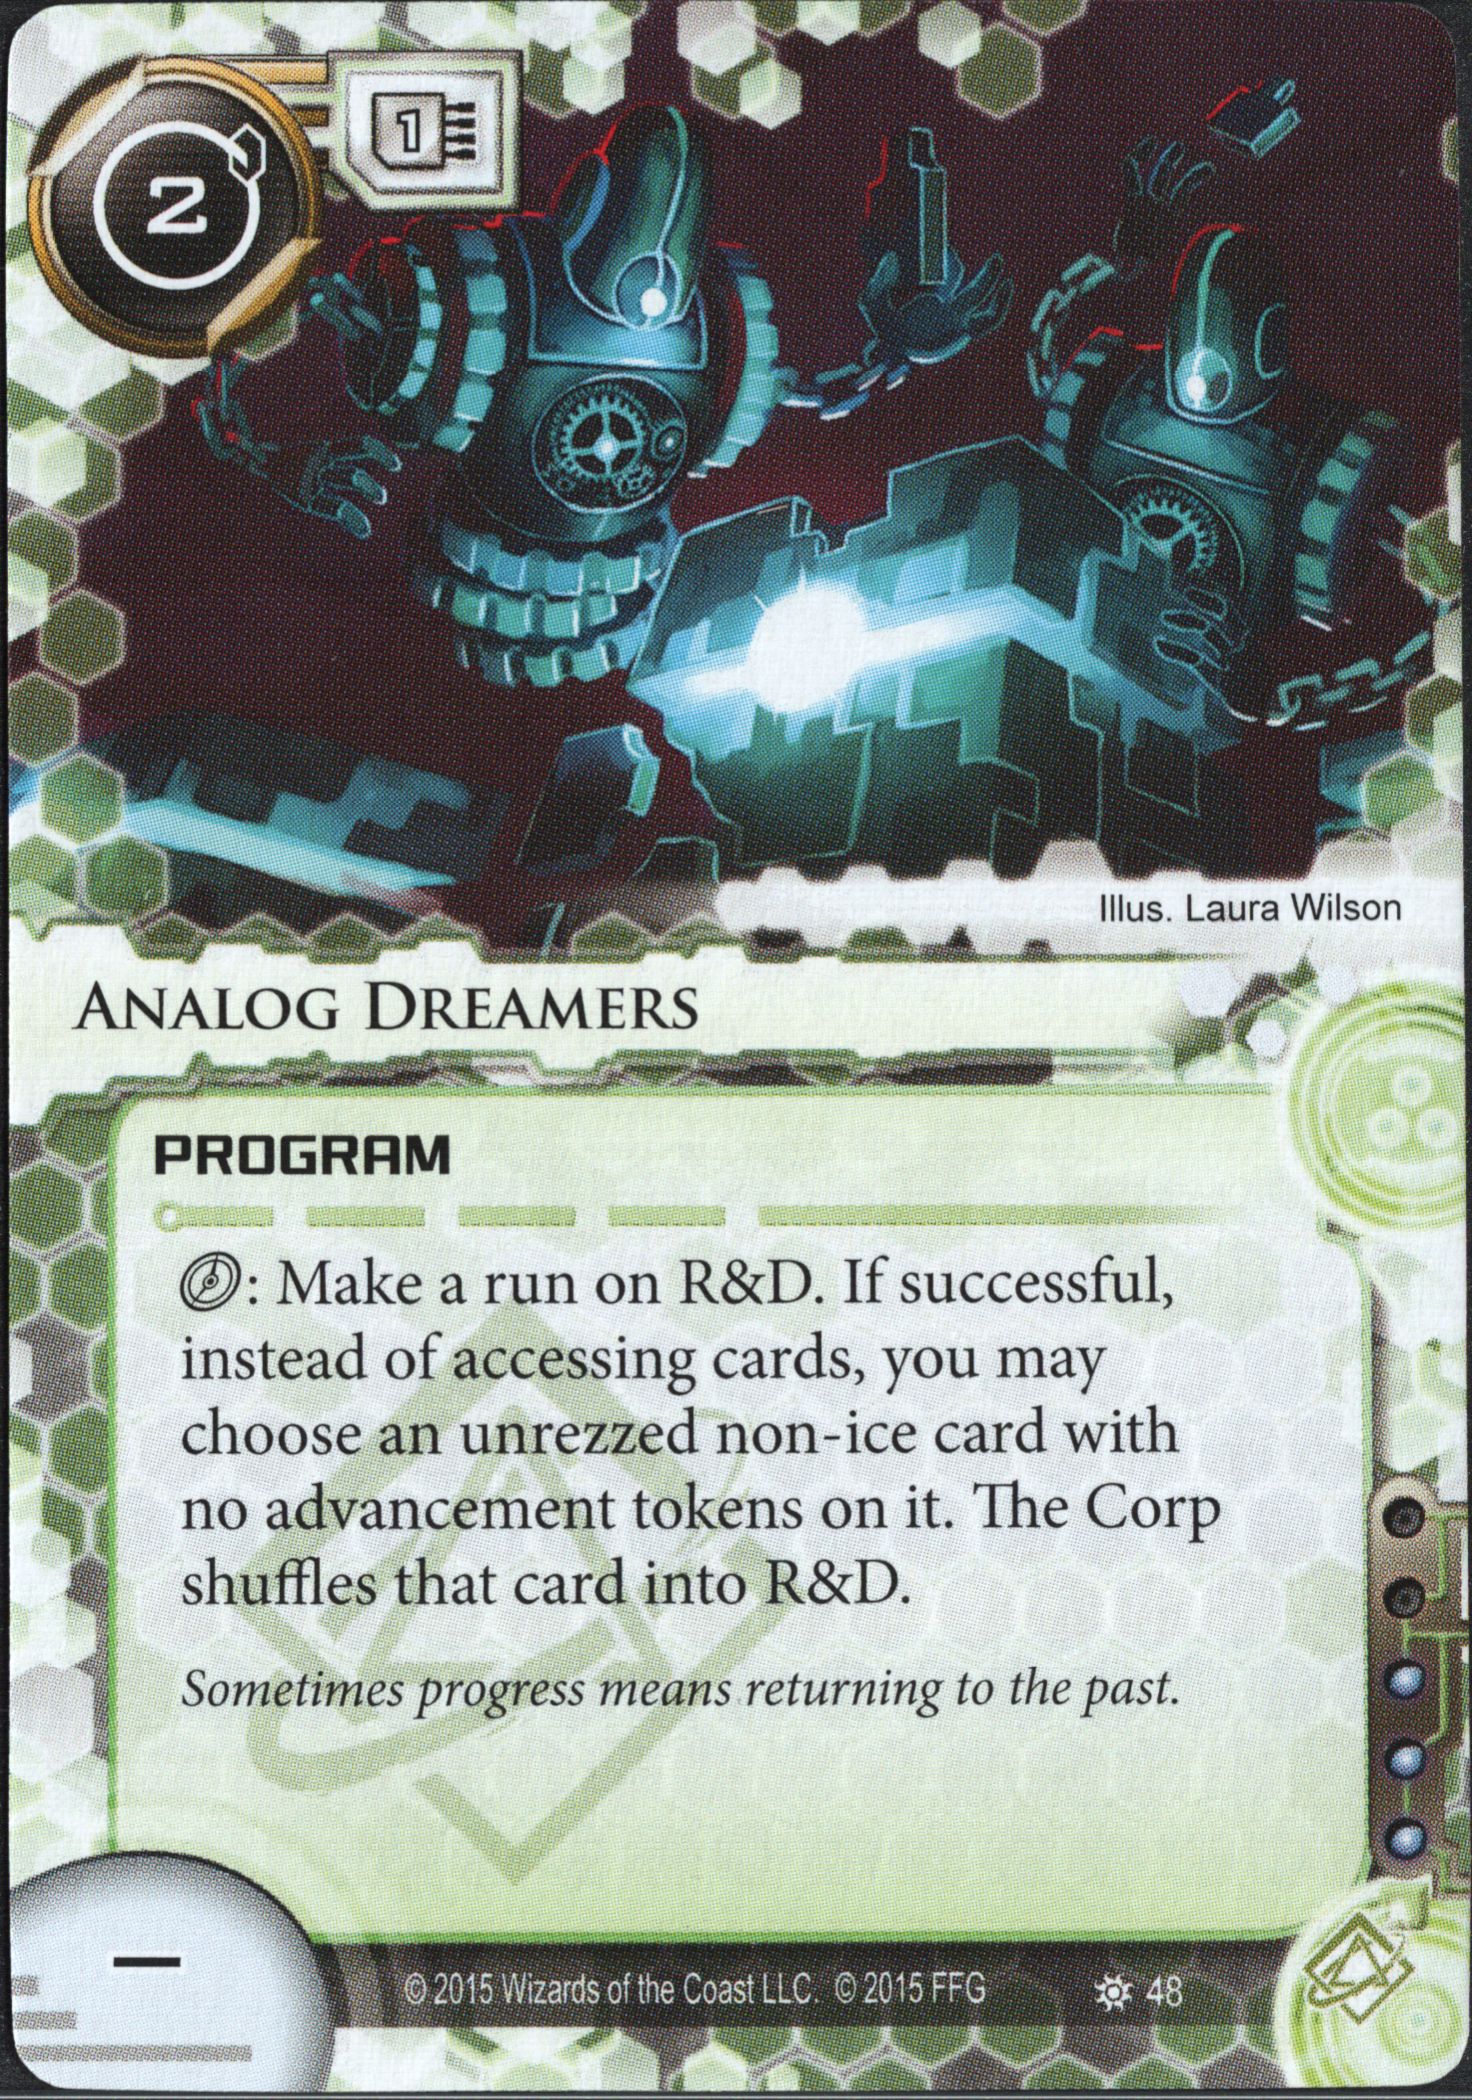 2
1
Illus. Laura Wilson
ANALOG DREAMERS
PROGRAM
: Make a run on R&D. If successful,
instead of accessing cards, you may
choose an unrezzed non-ice card with
no advancement tokens on it. The Corp
shuffles that card into R&D.
Sometimes progress means returning to the past.
–
© 2015 Wizards of the Coast LLC. © 2015 FFG
48